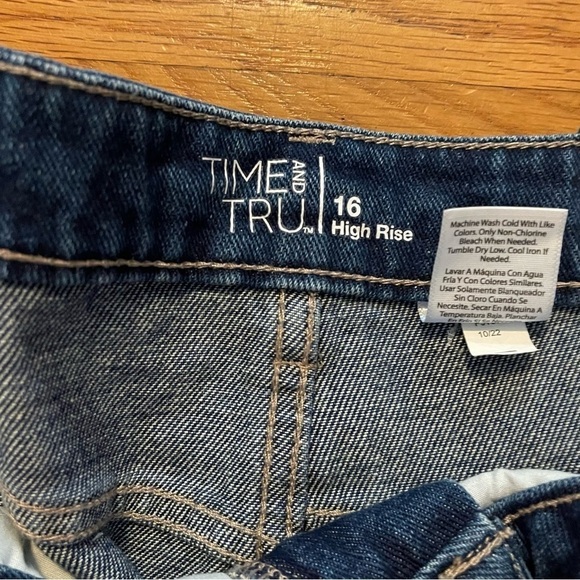 TIME AND
TRU™
16
High Rise
Machine Wash Cold With Like
Colors. Only Non-Chlorine
Bleach When Needed.
Tumble Dry Low. Cool Iron If
Needed.
Lavar A Máquina Con Agua
Fría Y Con Colores Similares.
Usar Solamente Blanqueador
Sin Cloro Cuando Se
Necesite. Secar En Máquina A
Temperatura Baja. Planchar
10/22